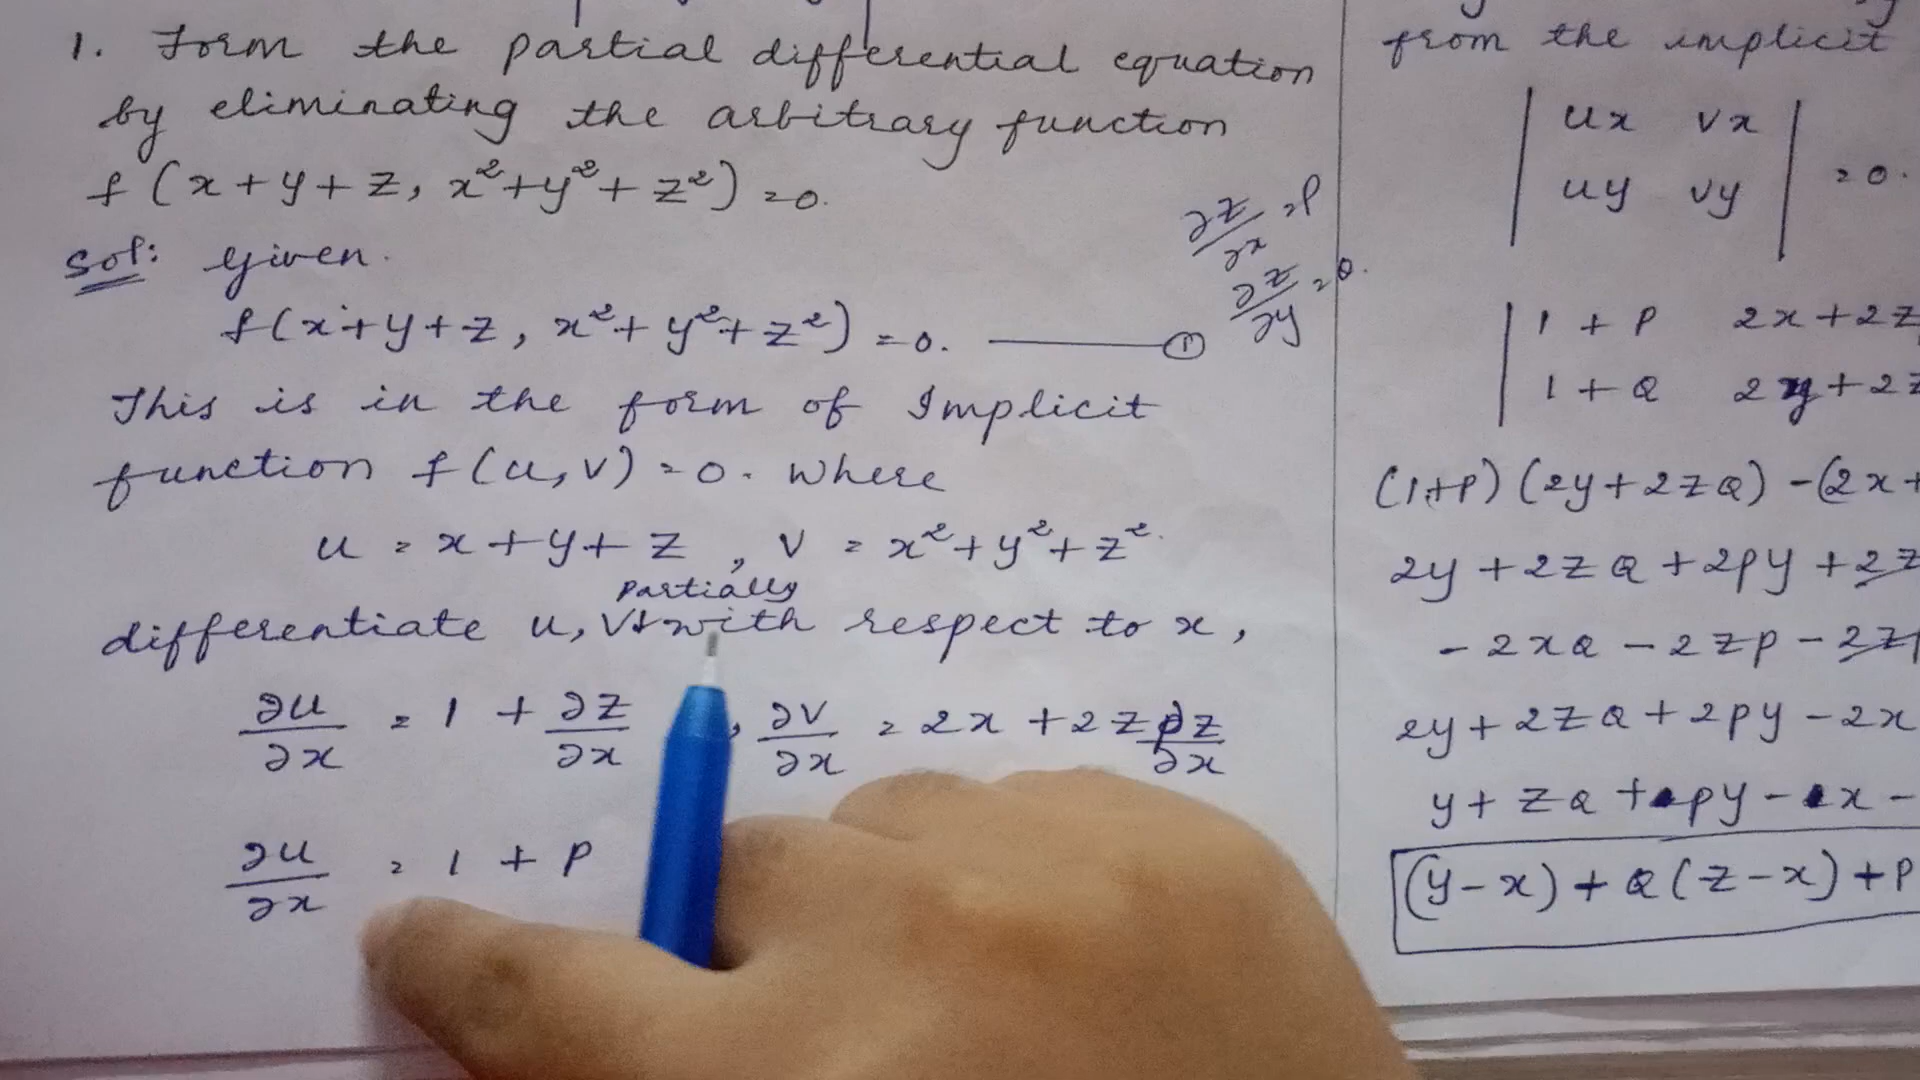 1. Form the partial differential equation
by eliminating the arbitrary function
f(x+y+z, x²+y²+z²)=0.
∂z/∂x = P
∂z/∂y = Q.
Sol: Given.
f(x+y+z, x²+y²+z²)=0. ——— ①
This is in the form of Implicit
function f(u,v)=0. Where
u = x+y+z, v = x²+y²+z².
partially
differentiate u, v with respect to x,
∂u/∂x = 1 + ∂z/∂x , ∂v/∂x = 2x + 2z ∂z/∂x
∂u/∂x = 1 + P
from the implicit
| ux vx |
| uy vy | = 0.
| 1 + P 2x+2z
| 1 + Q 2y+2z
(1+P)(2y+2zQ) - (2x+
2y+2zQ+2py+2z
-2xQ-2zp-2zp
2y+2zQ+2py-2x
y+zQ+py-x-
(y-x)+Q(z-x)+P